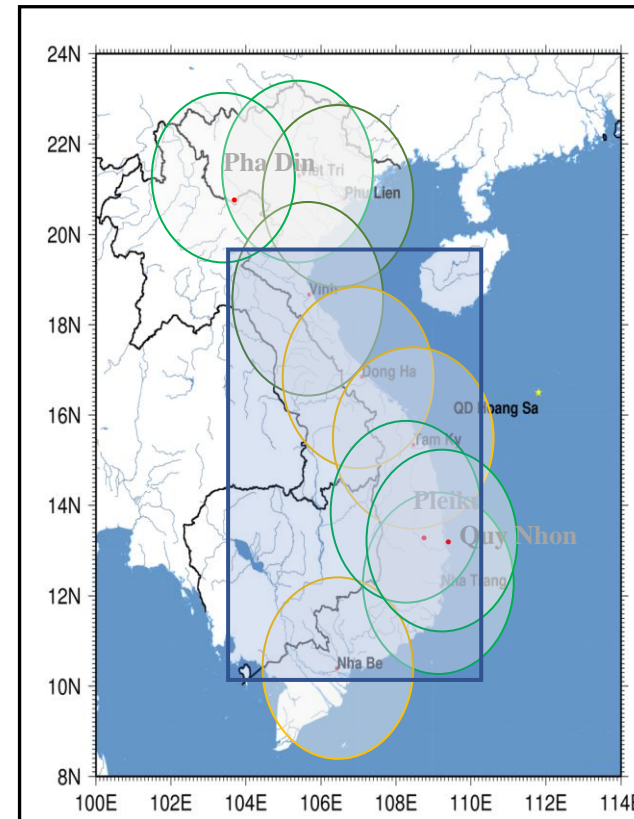 24N
22N
Pha Din
Viet Tri
Phu Lien
20N
Vinh
18N
Dong Ha
16N
QD Hoang Sa
Tam Ky
14N
Pleiku
Quy Nhon
Nha Trang
12N
Nha Be
10N
8N
100E 102E 104E 106E 108E 110E 112E 114E